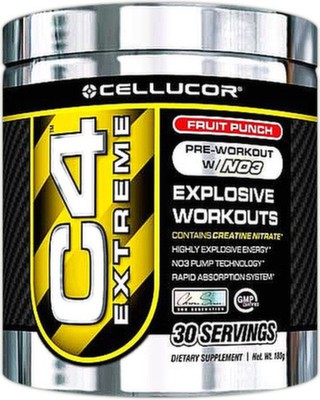 CELLUCOR®
C4™
EXTREME
FRUIT PUNCH
PRE-WORKOUT
W/NO3
EXPLOSIVE
WORKOUTS
CONTAINS CREATINE NITRATE*
HIGHLY EXPLOSIVE ENERGY*
NO3 PUMP TECHNOLOGY*
RAPID ABSORPTION SYSTEM*
GMP
30 SERVINGS
DIETARY SUPPLEMENT | Net. Wt. 180g